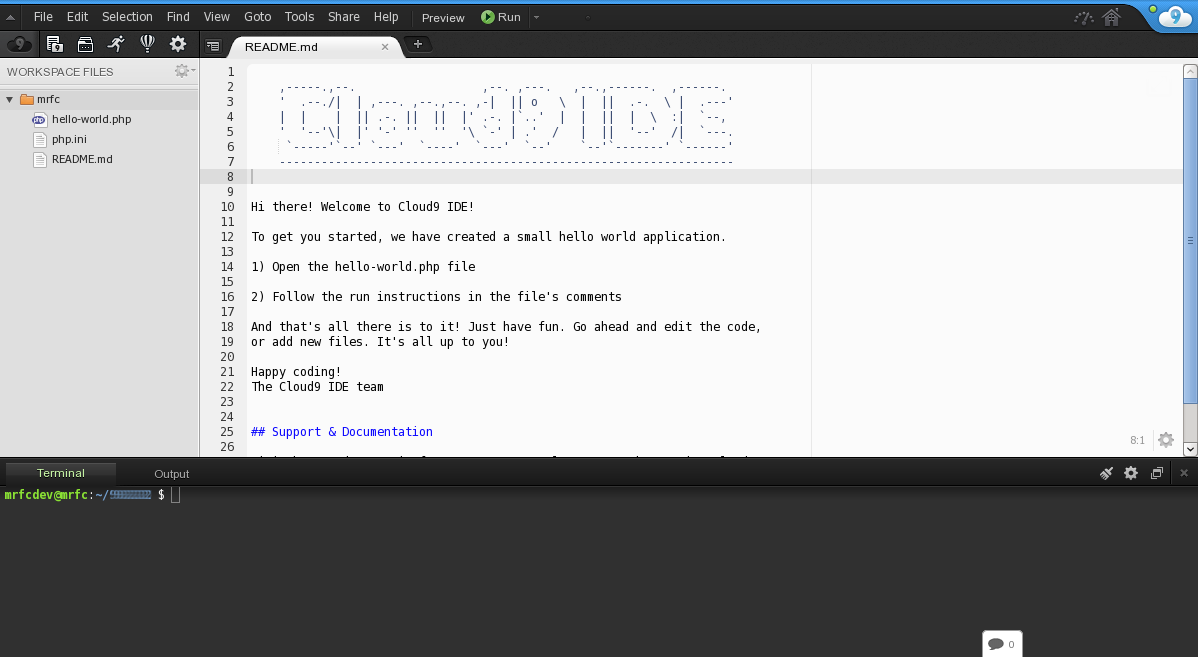 File Edit Selection Find View Goto Tools Share Help Preview Run
9
9
WORKSPACE FILES
README.md
mrfc
php hello-world.php
php.ini
README.md
1
2 ,-----.,--. ,--. ,---. ,--.,------. ,------.
3 ' .--./| | ,---. ,--.,--. ,-| || o \ | || .-. \ | .---'
4 | | | || .-. || || |' .-. |`..' | | || | \ :| `--,
5 ' '--'\| |' '-' '' '' '\ `-' | .' / | || '--' /| `---.
6 `-----'`--' `---' `----' `---' `--' `--'`-------' `------'
7 -----------------------------------------------------------------
8
9
10 Hi there! Welcome to Cloud9 IDE!
11
12 To get you started, we have created a small hello world application.
13
14 1) Open the hello-world.php file
15
16 2) Follow the run instructions in the file's comments
17
18 And that's all there is to it! Just have fun. Go ahead and edit the code,
19 or add new files. It's all up to you!
20
21 Happy coding!
22 The Cloud9 IDE team
23
24
25 ## Support & Documentation
26
8:1
Terminal Output
mrfcdev@mrfc:~/ $
0